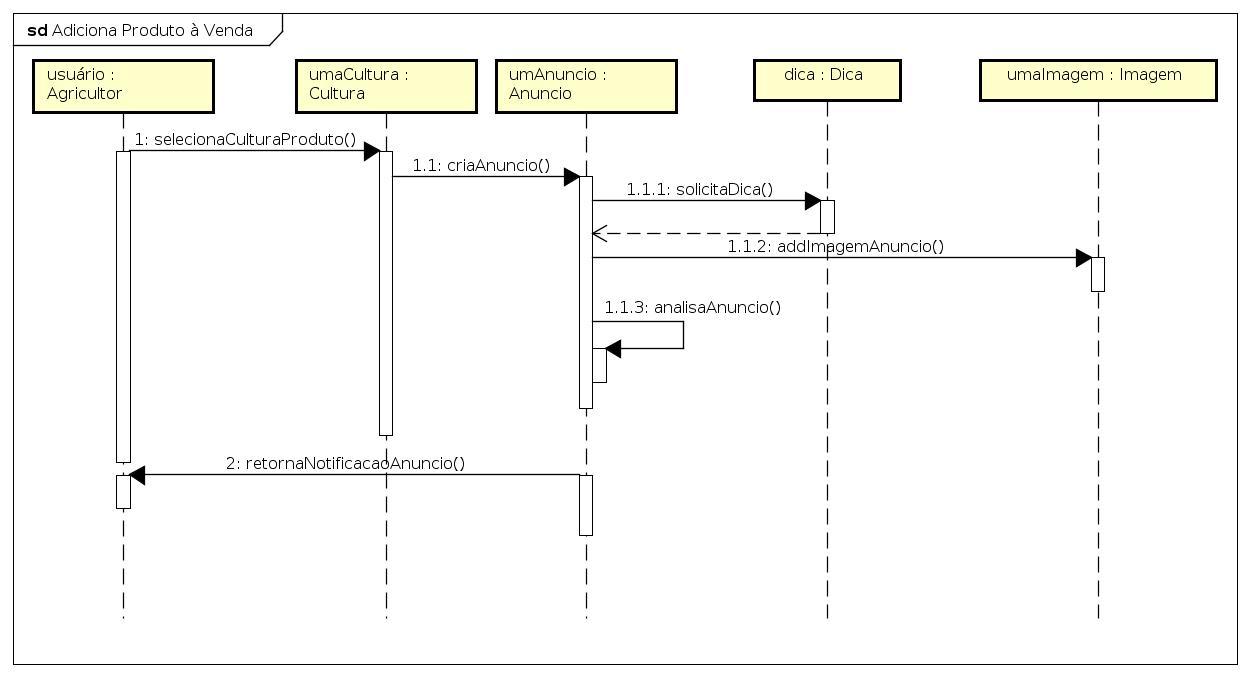 sd Adiciona Produto à Venda
usuário :
Agricultor
umaCultura :
Cultura
umAnuncio :
Anuncio
dica : Dica
umaImagem : Imagem
1: selecionaCulturaProduto()
1.1: criaAnuncio()
1.1.1: solicitaDica()
1.1.2: addImagemAnuncio()
1.1.3: analisaAnuncio()
2: retornaNotificacaoAnuncio()